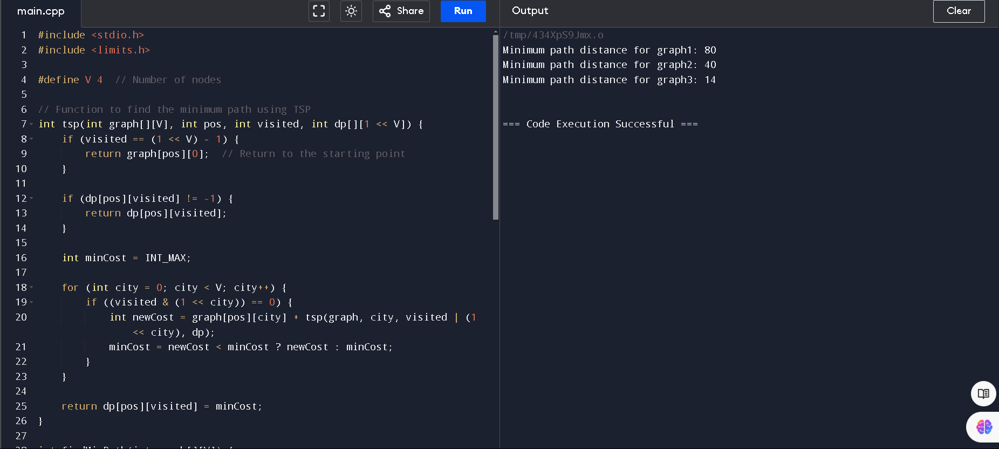 main.cpp
Share
Run
Output
Clear
1 #include <stdio.h>
2 #include <limits.h>
3
4 #define V 4  // Number of nodes
5
6 // Function to find the minimum path using TSP
7 int tsp(int graph[][V], int pos, int visited, int dp[][1 << V]) {
8     if (visited == (1 << V) - 1) {
9         return graph[pos][0];  // Return to the starting point
10     }
11
12     if (dp[pos][visited] != -1) {
13         return dp[pos][visited];
14     }
15
16     int minCost = INT_MAX;
17
18     for (int city = 0; city < V; city++) {
19         if ((visited & (1 << city)) == 0) {
20             int newCost = graph[pos][city] + tsp(graph, city, visited | (1
<< city), dp);
21             minCost = newCost < minCost ? newCost : minCost;
22         }
23     }
24
25     return dp[pos][visited] = minCost;
26 }
27
/tmp/434XpS9Jmx.o
Minimum path distance for graph1: 80
Minimum path distance for graph2: 40
Minimum path distance for graph3: 14
=== Code Execution Successful ===